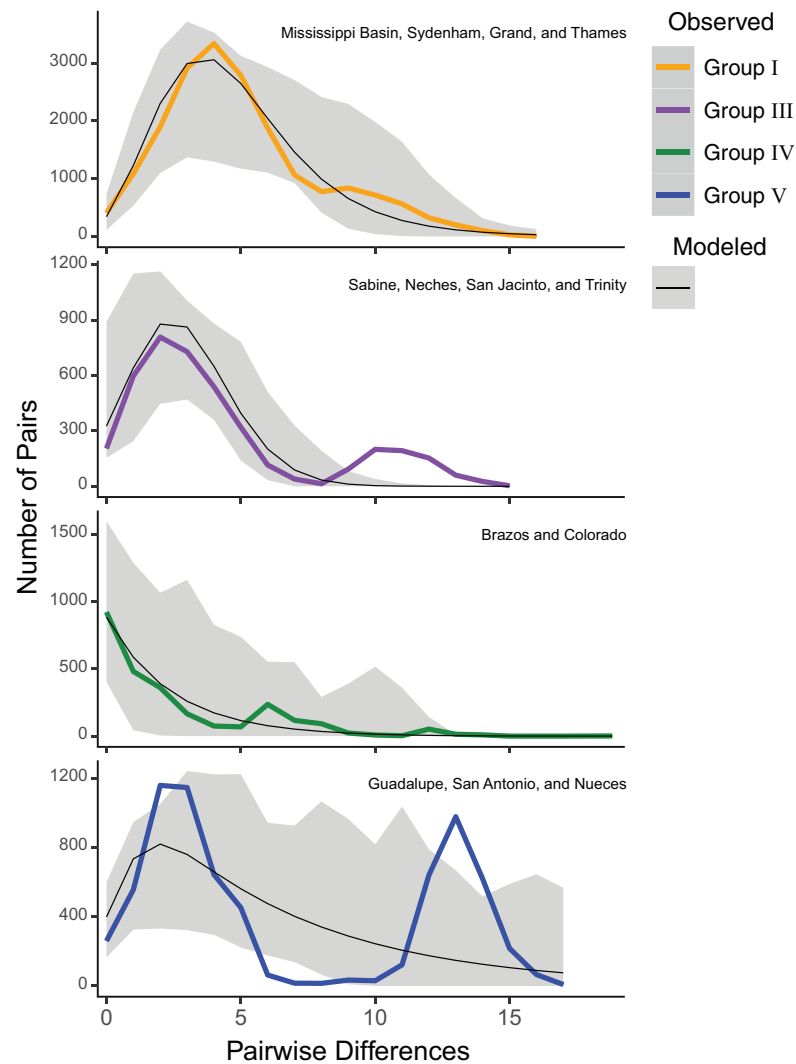 Observed
Group I
Group III
Group IV
Group V
Modeled
Number of Pairs
Mississippi Basin, Sydenham, Grand, and Thames
3000
2000
1000
0
Sabine, Neches, San Jacinto, and Trinity
1200
900
600
300
0
Brazos and Colorado
1500
1000
500
0
Guadalupe, San Antonio, and Nueces
1200
800
400
0
0 5 10 15
Pairwise Differences